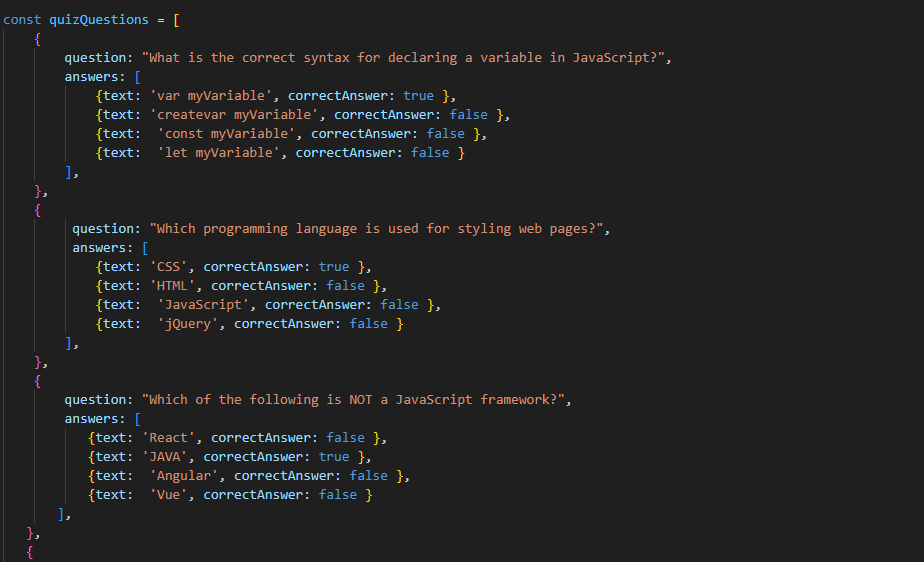 const quizQuestions = [
    {
        question: "What is the correct syntax for declaring a variable in JavaScript?",
        answers: [
            {text: 'var myVariable', correctAnswer: true },
            {text: 'createvar myVariable', correctAnswer: false },
            {text:  'const myVariable', correctAnswer: false },
            {text:  'let myVariable', correctAnswer: false }
        ],
    },
    {
         question: "Which programming language is used for styling web pages?",
         answers: [
            {text: 'CSS', correctAnswer: true },
            {text: 'HTML', correctAnswer: false },
            {text:  'JavaScript', correctAnswer: false },
            {text:  'jQuery', correctAnswer: false }
        ],
    },
    {
        question: "Which of the following is NOT a JavaScript framework?",
        answers: [
           {text: 'React', correctAnswer: false },
           {text: 'JAVA', correctAnswer: true },
           {text:  'Angular', correctAnswer: false },
           {text:  'Vue', correctAnswer: false }
       ],
   },
   {